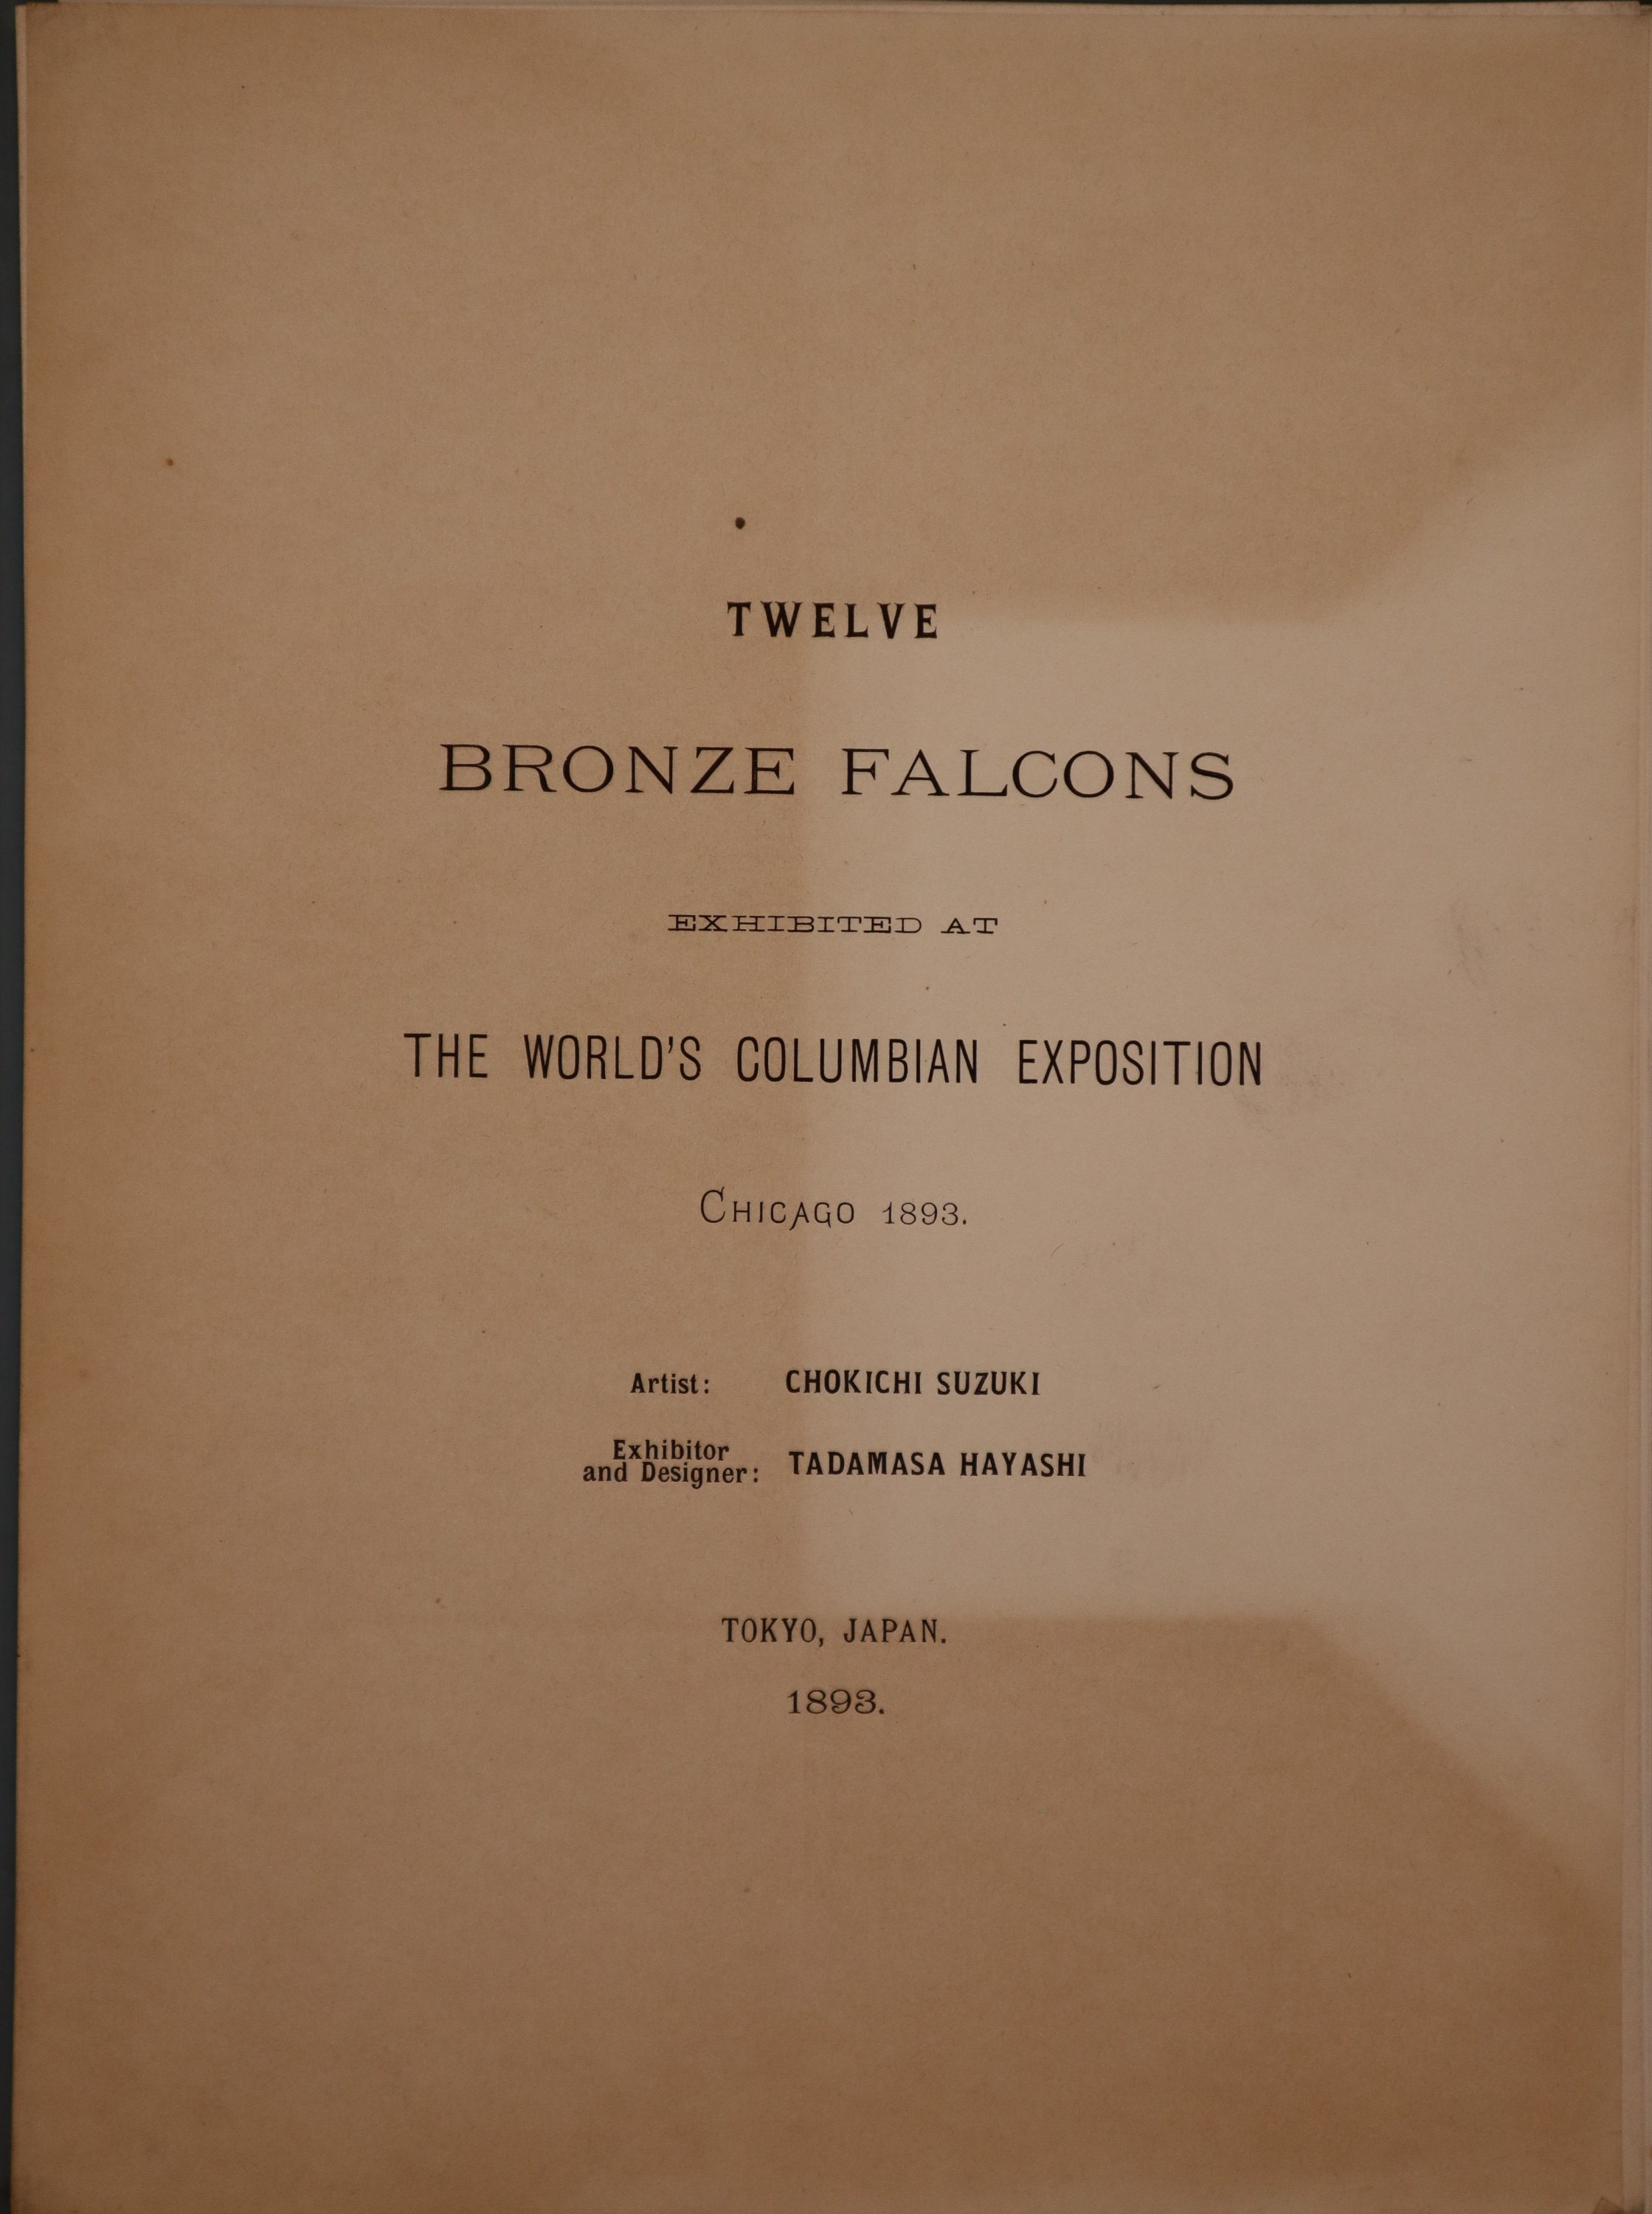 TWELVE
BRONZE FALCONS
EXHIBITED AT
THE WORLD'S COLUMBIAN EXPOSITION
CHICAGO 1893.
Artist: CHOKICHI SUZUKI
Exhibitor
and Designer: TADAMASA HAYASHI
TOKYO, JAPAN.
1893.